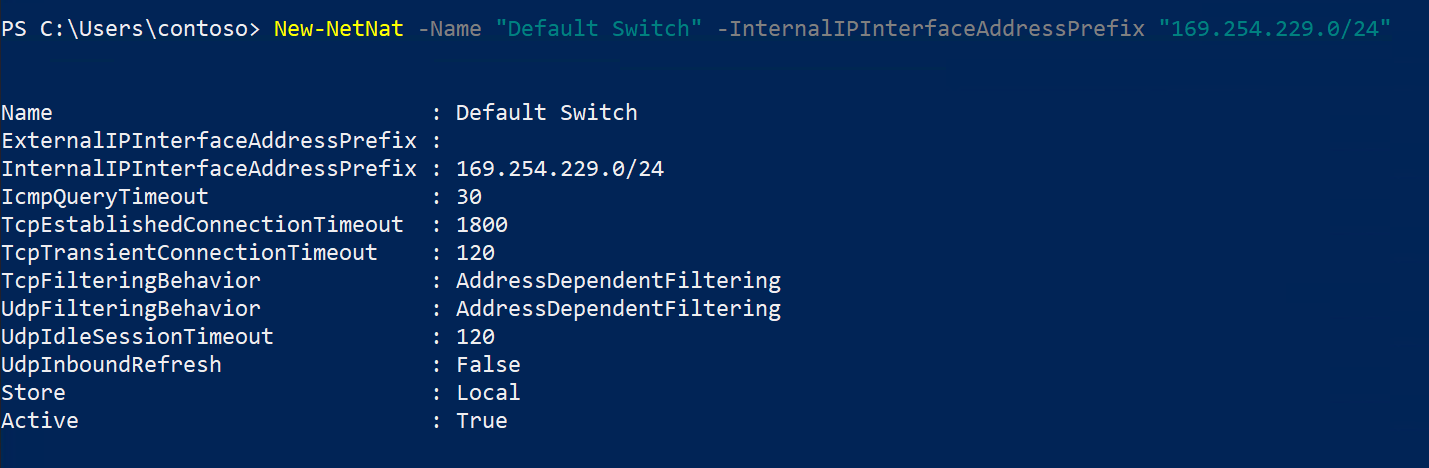 PS C:\Users\contoso> New-NetNat -Name "Default Switch" -InternalIPInterfaceAddressPrefix "169.254.229.0/24"
Name                             : Default Switch
ExternalIPInterfaceAddressPrefix :
InternalIPInterfaceAddressPrefix : 169.254.229.0/24
IcmpQueryTimeout                 : 30
TcpEstablishedConnectionTimeout  : 1800
TcpTransientConnectionTimeout    : 120
TcpFilteringBehavior             : AddressDependentFiltering
UdpFilteringBehavior             : AddressDependentFiltering
UdpIdleSessionTimeout            : 120
UdpInboundRefresh                : False
Store                            : Local
Active                           : True